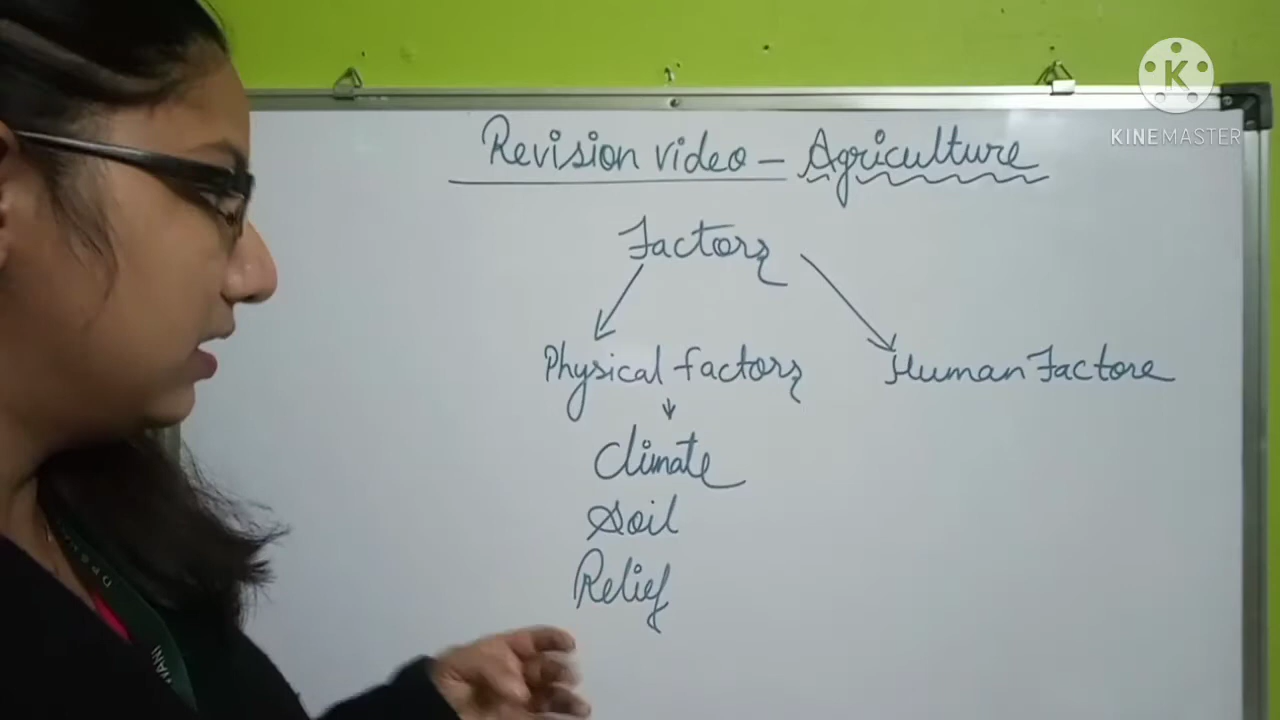 K
KINEMASTER
Revision video - Agriculture
Factors
Physical factors
Human Factore
Climate
Soil
Relief